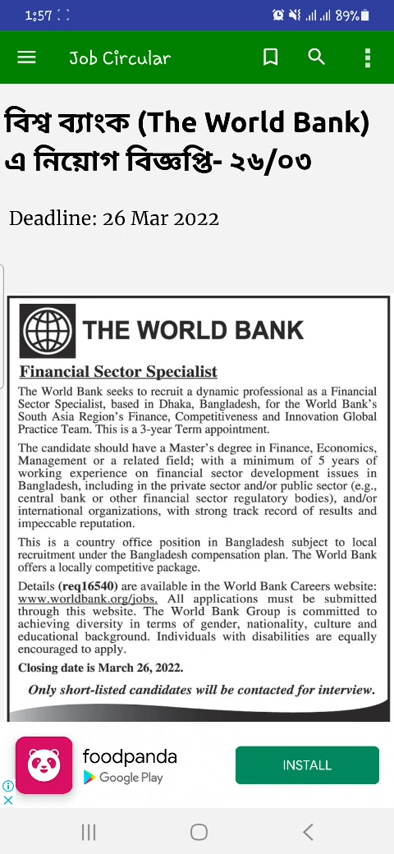 1:57
89%
Job Circular
বিশ্ব ব্যাংক (The World Bank)
এ নিয়োগ বিজ্ঞপ্তি- ২৬/০৩
Deadline: 26 Mar 2022
THE WORLD BANK
Financial Sector Specialist
The World Bank seeks to recruit a dynamic professional as a Financial
Sector Specialist, based in Dhaka, Bangladesh, for the World Bank's
South Asia Region's Finance, Competitiveness and Innovation Global
Practice Team. This is a 3-year Term appointment.
The candidate should have a Master's degree in Finance, Economics,
Management or a related field; with a minimum of 5 years of
working experience on financial sector development issues in
Bangladesh, including in the private sector and/or public sector (e.g.,
central bank or other financial sector regulatory bodies), and/or
international organizations, with strong track record of results and
impeccable reputation.
This is a country office position in Bangladesh subject to local
recruitment under the Bangladesh compensation plan. The World Bank
offers a locally competitive package.
Details (req16540) are available in the World Bank Careers website:
www.worldbank.org/jobs. All applications must be submitted
through this website. The World Bank Group is committed to
achieving diversity in terms of gender, nationality, culture and
educational background. Individuals with disabilities are equally
encouraged to apply.
Closing date is March 26, 2022.
Only short-listed candidates will be contacted for interview.
foodpanda
Google Play
INSTALL